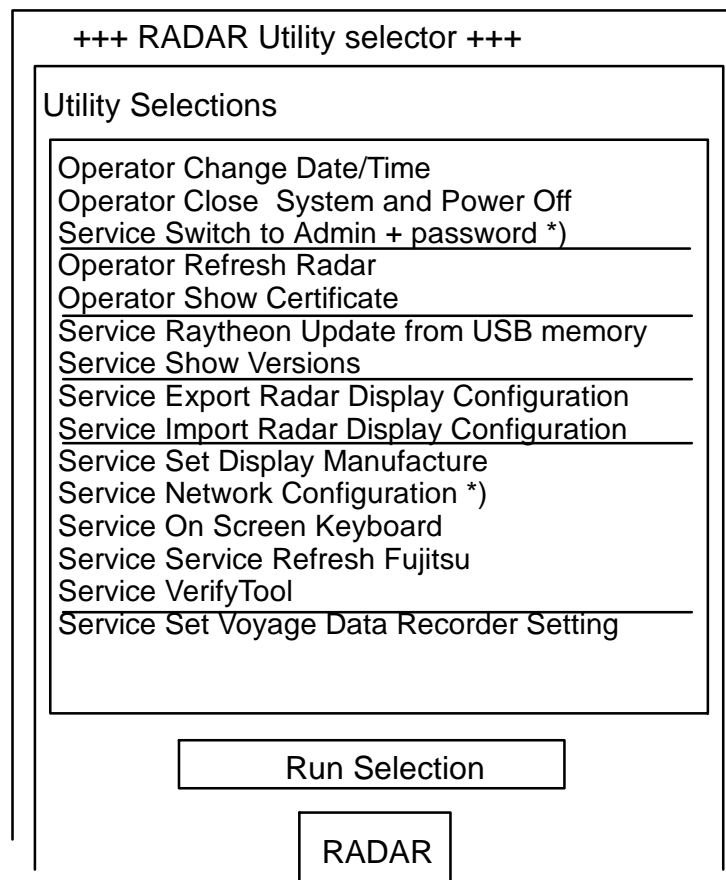 +++ RADAR Utility selector +++
Utility Selections
Operator Change Date/Time
Operator Close System and Power Off
Service Switch to Admin + password *)
Operator Refresh Radar
Operator Show Certificate
Service Raytheon Update from USB memory
Service Show Versions
Service Export Radar Display Configuration
Service Import Radar Display Configuration
Service Set Display Manufacture
Service Network Configuration *)
Service On Screen Keyboard
Service Service Refresh Fujitsu
Service VerifyTool
Service Set Voyage Data Recorder Setting
Run Selection
RADAR